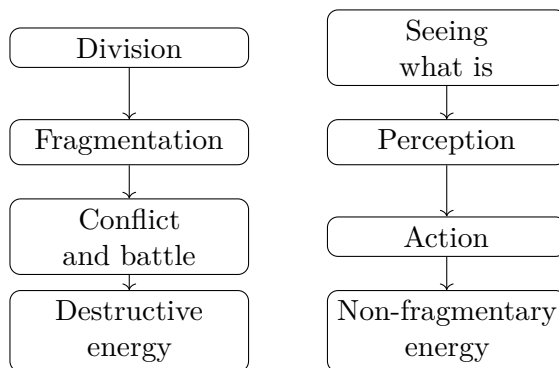 Division
Fragmentation
Conflict
and battle
Destructive
energy
Seeing
what is
Perception
Action
Non-fragmentary
energy